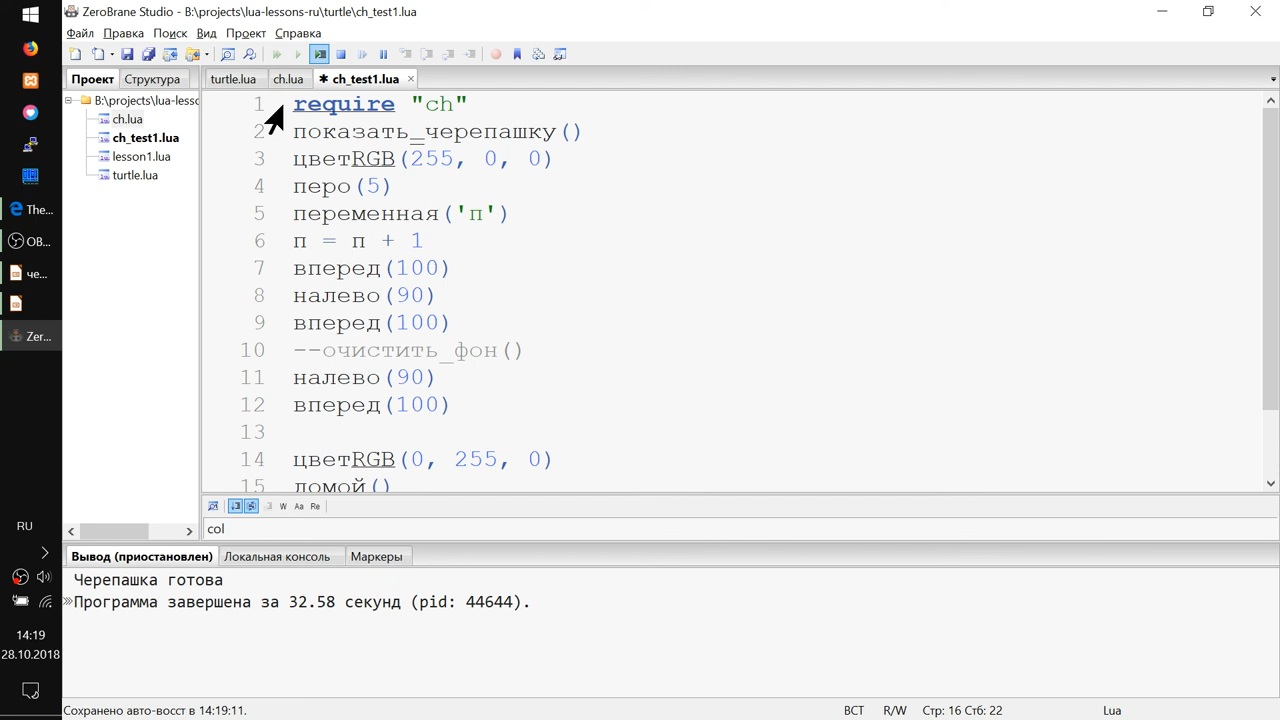 ZeroBrane Studio - B:\projects\lua-lessons-ru\turtle\ch_test1.lua
Файл Правка Поиск Вид Проект Справка
Проект Структура
turtle.lua ch.lua ✱ ch_test1.lua ×
B:\projects\lua-lesso
ch.lua
ch_test1.lua
lesson1.lua
turtle.lua
1 require "ch"
2 показать_черепашку()
3 цветRGB(255, 0, 0)
4 перо(5)
5 переменная('п')
6 п = п + 1
7 вперед(100)
8 налево(90)
9 вперед(100)
10 --очистить_фон()
11 налево(90)
12 вперед(100)
13
14 цветRGB(0, 255, 0)
15 домой()
W Aa Re
col
Вывод (приостановлен) Локальная консоль Маркеры
Черепашка готова
Программа завершена за 32.58 секунд (pid: 44644).
Сохранено авто-восст в 14:19:11. ВСТ R/W Стр: 16 Стб: 22 Lua
The...
OB...
че...
Zer...
RU
14:19
28.10.2018